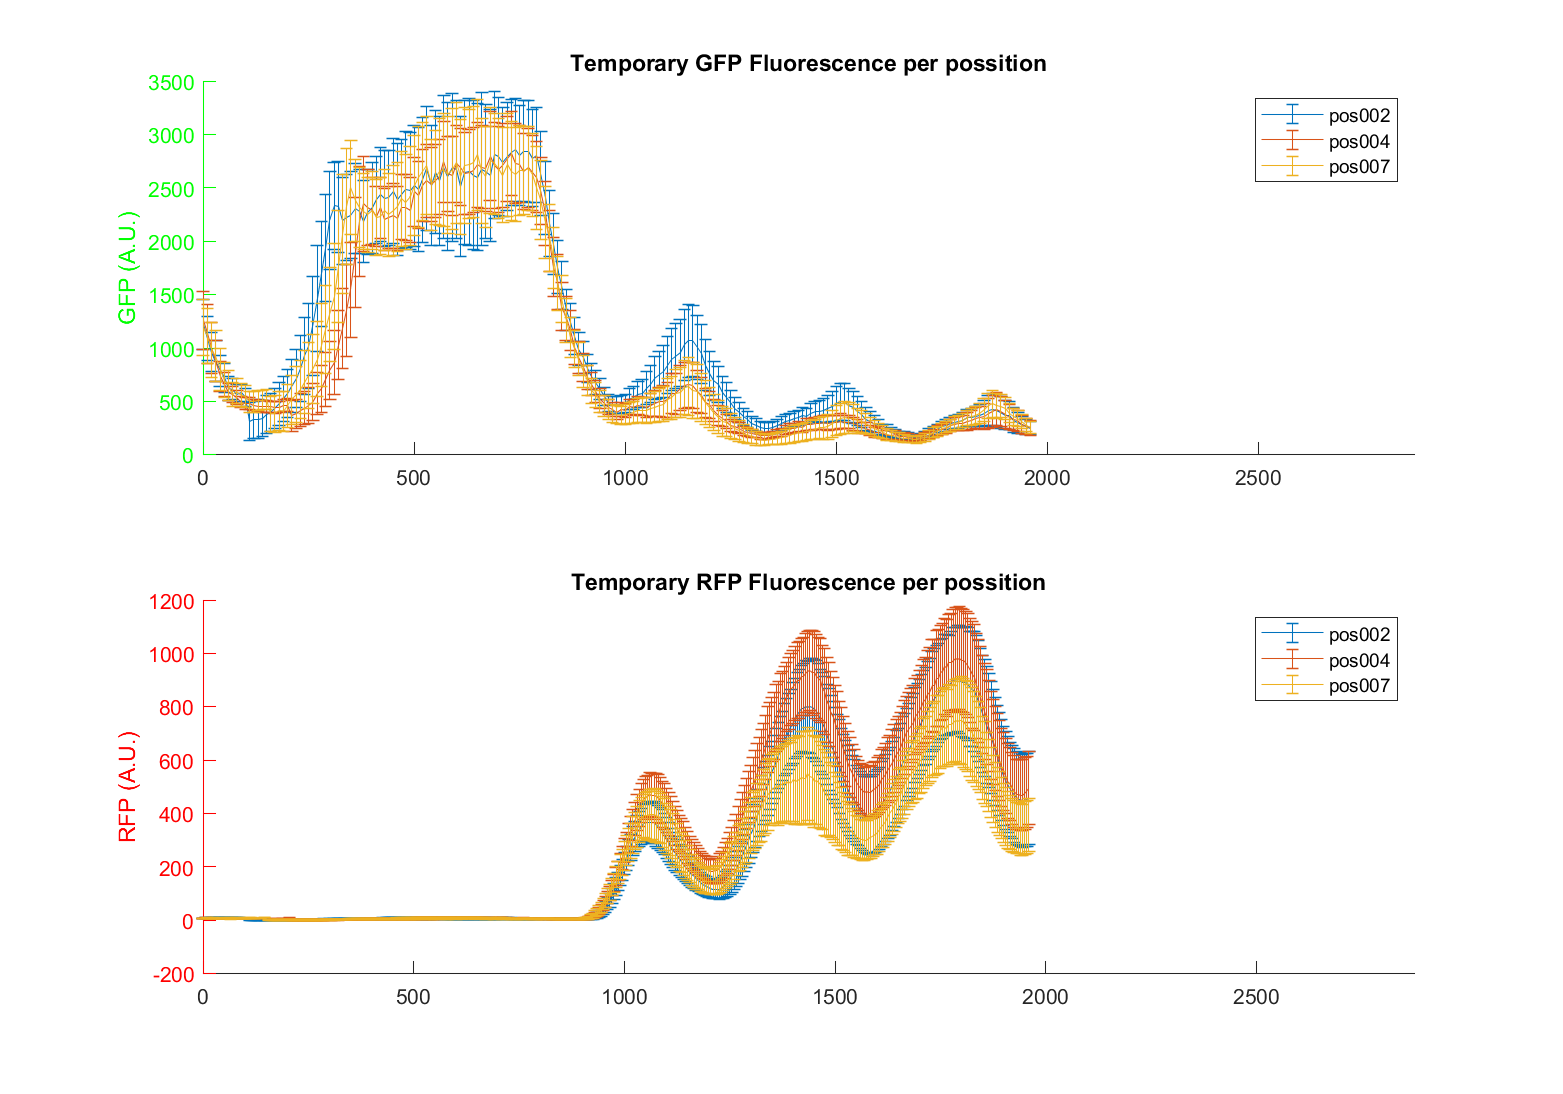 Temporary GFP Fluorescence per possition
GFP (A.U.)
3500
3000
2500
2000
1500
1000
500
0
0 500 1000 1500 2000 2500
pos002
pos004
pos007
Temporary RFP Fluorescence per possition
RFP (A.U.)
1200
1000
800
600
400
200
0
-200
0 500 1000 1500 2000 2500
pos002
pos004
pos007